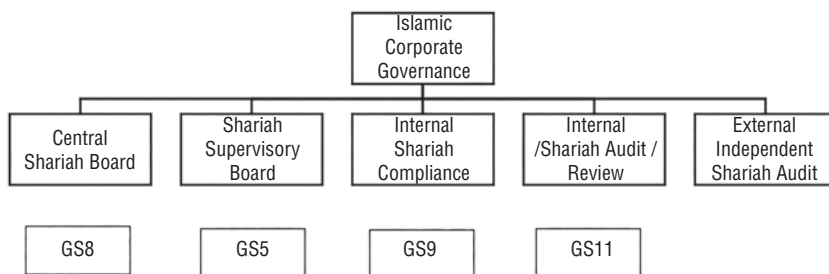 Islamic
Corporate
Governance
Central
Shariah Board
Shariah
Supervisory
Board
Internal
Shariah
Compliance
Internal
/Shariah Audit /
Review
External
Independent
Shariah Audit
GS8
GS5
GS9
GS11